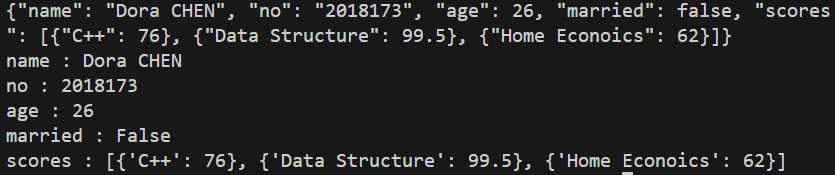 {"name": "Dora CHEN", "no": "2018173", "age": 26, "married": false, "scores
": [{"C++": 76}, {"Data Structure": 99.5}, {"Home Econoics": 62}]}
name : Dora CHEN
no : 2018173
age : 26
married : False
scores : [{'C++': 76}, {'Data Structure': 99.5}, {'Home Econoics': 62}]